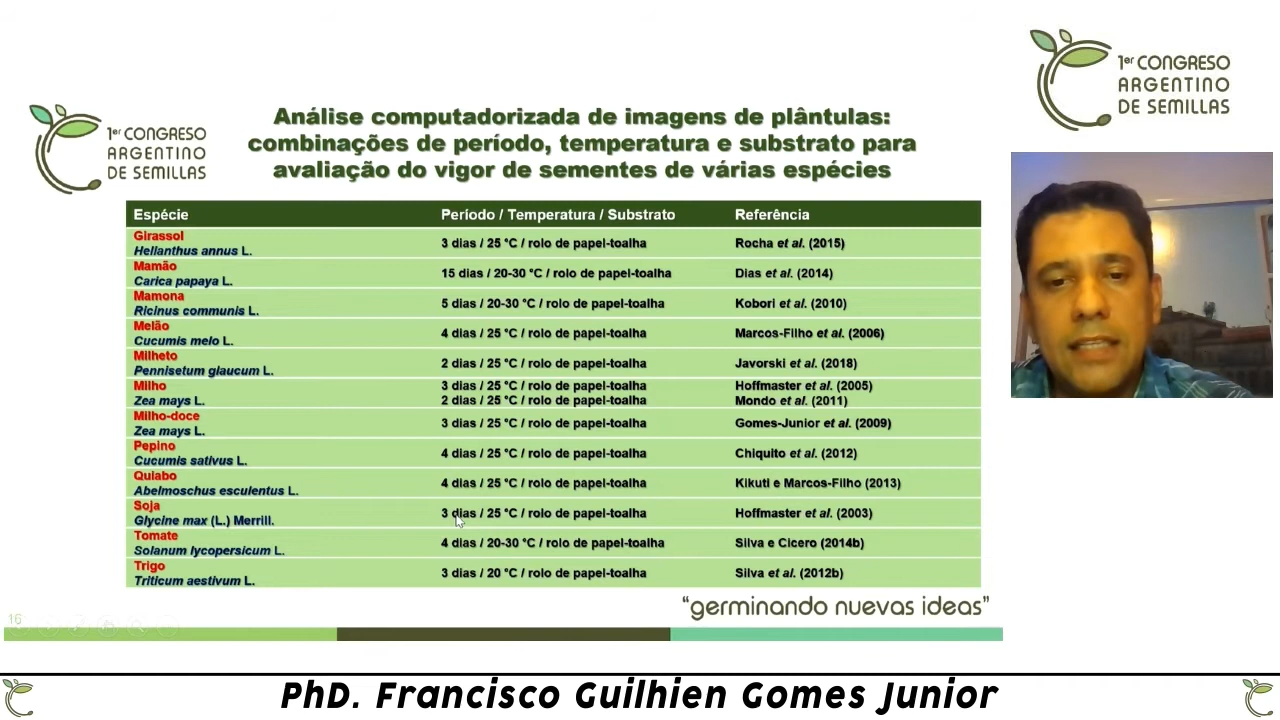 1er CONGRESO
ARGENTINO
DE SEMILLAS
1er CONGRESO
ARGENTINO
DE SEMILLAS
Análise computadorizada de imagens de plântulas:
combinações de período, temperatura e substrato para
avaliação do vigor de sementes de várias espécies
Espécie Período / Temperatura / Substrato Referência
Girassol
Helianthus annus L. 3 dias / 25 °C / rolo de papel-toalha Rocha et al. (2015)
Mamão
Carica papaya L. 15 dias / 20-30 °C / rolo de papel-toalha Dias et al. (2014)
Mamona
Ricinus communis L. 5 dias / 20-30 °C / rolo de papel-toalha Kobori et al. (2010)
Melão
Cucumis melo L. 4 dias / 25 °C / rolo de papel-toalha Marcos-Filho et al. (2006)
Milheto
Pennisetum glaucum L. 2 dias / 25 °C / rolo de papel-toalha Javorski et al. (2018)
Milho 3 dias / 25 °C / rolo de papel-toalha Hoffmaster et al. (2005)
Zea mays L. 2 dias / 25 °C / rolo de papel-toalha Mondo et al. (2011)
Milho-doce
Zea mays L. 3 dias / 25 °C / rolo de papel-toalha Gomes-Junior et al. (2009)
Pepino
Cucumis sativus L. 4 dias / 25 °C / rolo de papel-toalha Chiquito et al. (2012)
Quiabo
Abelmoschus esculentus L. 4 dias / 25 °C / rolo de papel-toalha Kikuti e Marcos-Filho (2013)
Soja
Glycine max (L.) Merrill. 3 dias / 25 °C / rolo de papel-toalha Hoffmaster et al. (2003)
Tomate
Solanum lycopersicum L. 4 dias / 20-30 °C / rolo de papel-toalha Silva e Cicero (2014b)
Trigo
Triticum aestivum L. 3 dias / 20 °C / rolo de papel-toalha Silva et al. (2012b)
"germinando nuevas ideas"
16
PhD. Francisco Guilhien Gomes Junior